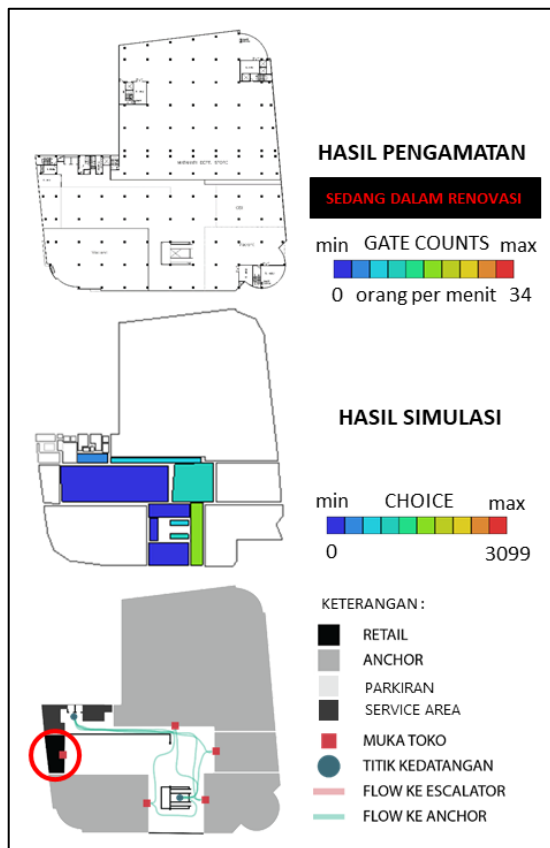 HASIL PENGAMATAN
SEDANG DALAM RENOVASI
min GATE COUNTS max
0 orang per menit 34
HASIL SIMULASI
min CHOICE max
0 3099
KETERANGAN :
RETAIL
ANCHOR
PARKIRAN
SERVICE AREA
MUKA TOKO
TITIK KEDATANGAN
FLOW KE ESCALATOR
FLOW KE ANCHOR